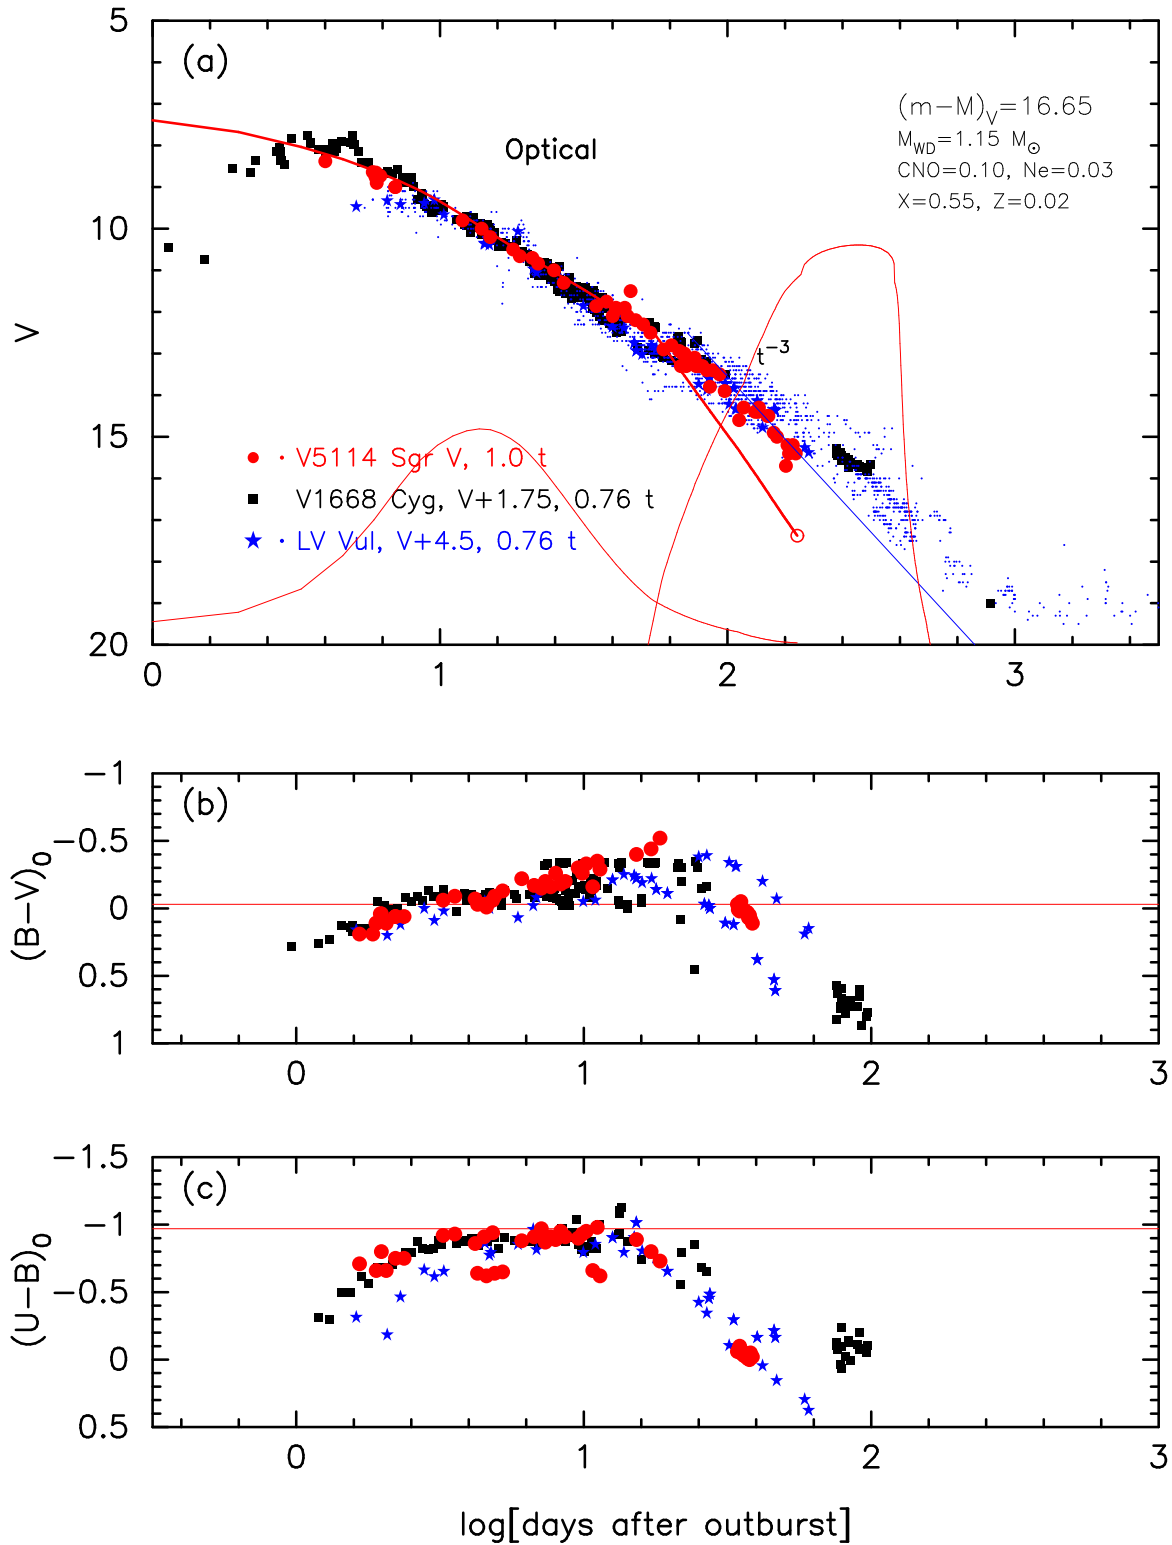 5
10
15
20
V
(a)
Optical
(m−M)V=16.65
MWD=1.15 M⊙
CNO=0.10, Ne=0.03
X=0.55, Z=0.02
t−3
V5114 Sgr V, 1.0 t
V1668 Cyg, V+1.75, 0.76 t
LV Vul, V+4.5, 0.76 t
0 1 2 3
(b)
−1
−0.5
0
0.5
1
(B−V)0
0 1 2 3
(c)
−1.5
−1
−0.5
0
0.5
(U−B)0
0 1 2 3
log[days after outburst]